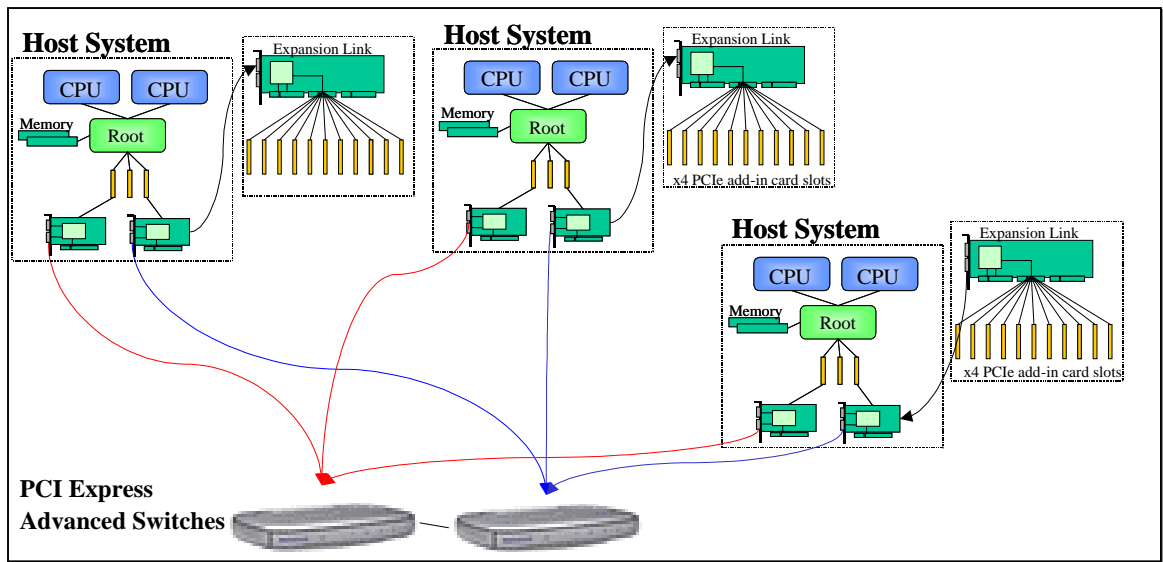 Host System
CPU
CPU
Memory
Root
Expansion Link
Host System
CPU
CPU
Memory
Root
Expansion Link
x4 PCIe add-in card slots
Host System
CPU
CPU
Memory
Root
Expansion Link
x4 PCIe add-in card slots
PCI Express
Advanced Switches